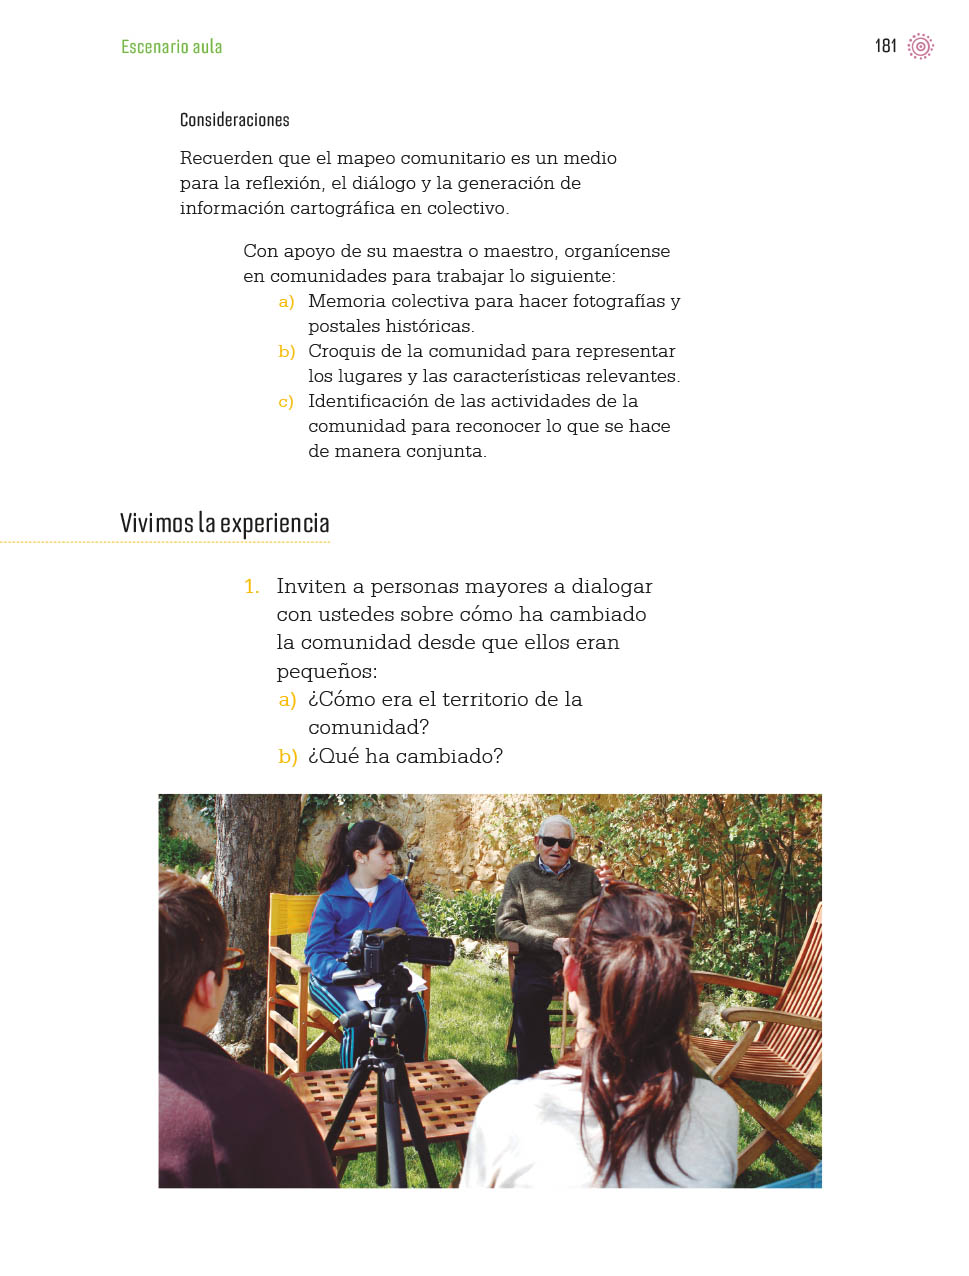 Escenario aula
181
Consideraciones
Recuerden que el mapeo comunitario es un medio
para la reflexión, el diálogo y la generación de
información cartográfica en colectivo.
Con apoyo de su maestra o maestro, organícense
en comunidades para trabajar lo siguiente:
a) Memoria colectiva para hacer fotografías y
postales históricas.
b) Croquis de la comunidad para representar
los lugares y las características relevantes.
c) Identificación de las actividades de la
comunidad para reconocer lo que se hace
de manera conjunta.
Vivimos la experiencia
1. Inviten a personas mayores a dialogar
con ustedes sobre cómo ha cambiado
la comunidad desde que ellos eran
pequeños:
a) ¿Cómo era el territorio de la
comunidad?
b) ¿Qué ha cambiado?